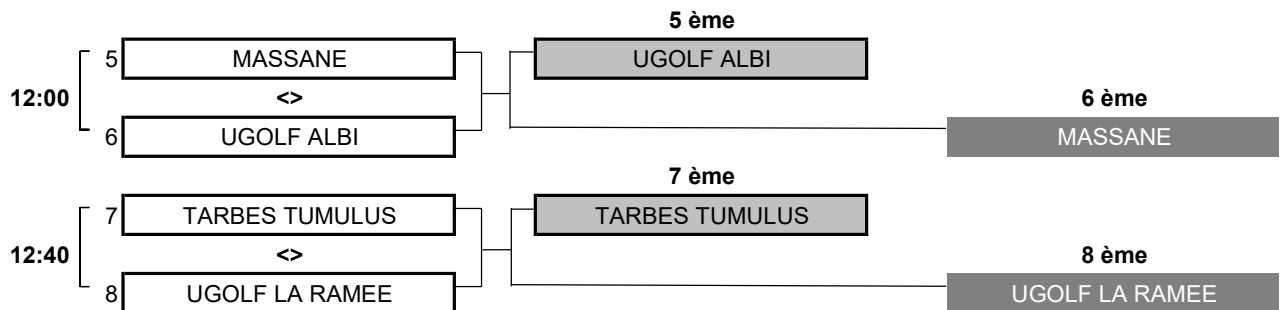 5 ème
5 MASSANE UGOLF ALBI
12:00 <> 6 ème
6 UGOLF ALBI MASSANE
7 ème
7 TARBES TUMULUS TARBES TUMULUS
12:40 <> 8 ème
8 UGOLF LA RAMEE UGOLF LA RAMEE